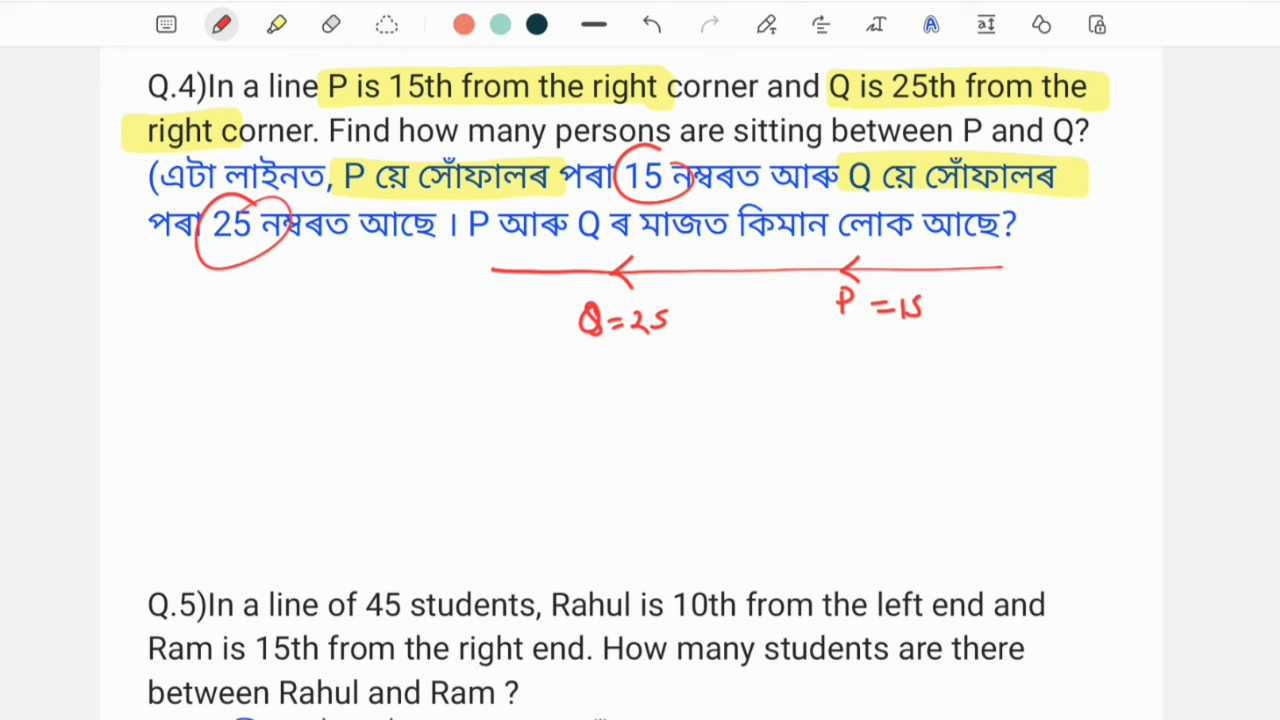 Q.4)In a line P is 15th from the right corner and Q is 25th from the
right corner. Find how many persons are sitting between P and Q?
(এটা লাইনত, P য়ে সোঁফালৰ পৰা 15 নম্বৰত আৰু Q য়ে সোঁফালৰ
পৰা 25 নম্বৰত আছে । P আৰু Q ৰ মাজত কিমান লোক আছে?
Q=25 P =15
Q.5)In a line of 45 students, Rahul is 10th from the left end and
Ram is 15th from the right end. How many students are there
between Rahul and Ram ?